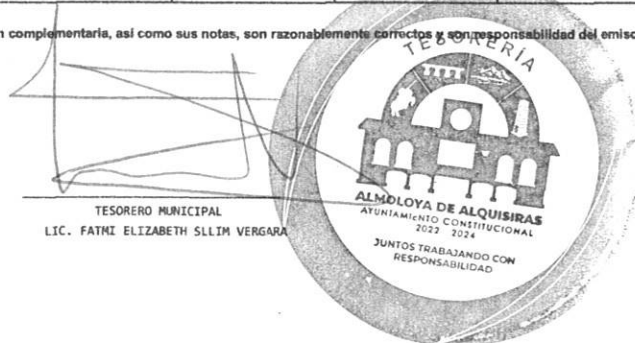 n complementaria, asi como sus notas, son razonablemente correctos y son responsabilidad del emiso
TESORERÍA
ALMOLOYA DE ALQUISIRAS
AYUNTAMIENTO CONSTITUCIONAL
2022 2024
JUNTOS TRABAJANDO CON
RESPONSABILIDAD
TESORERO MUNICIPAL
LIC. FATMI ELIZABETH SLLIM VERGARA